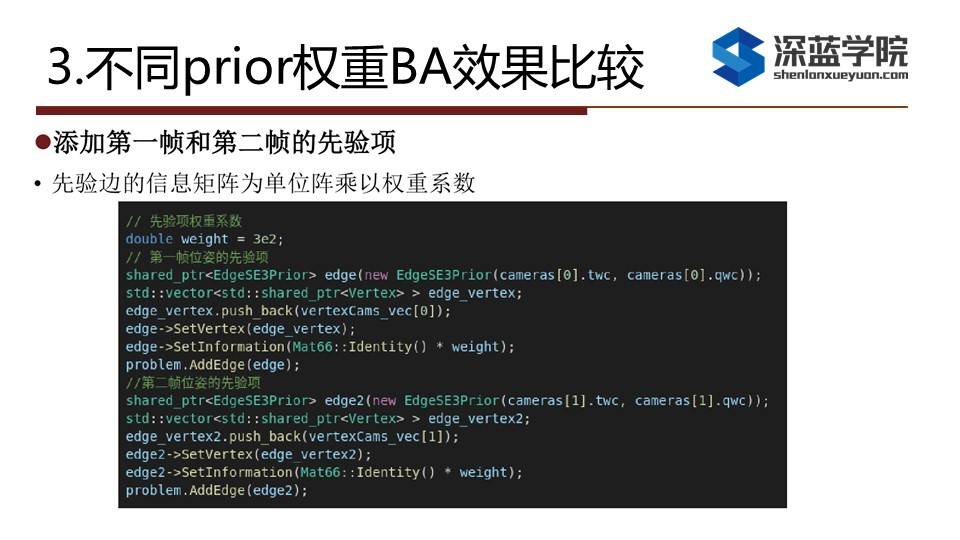 3.不同prior权重BA效果比较
深蓝学院
shenlanxueyuan.com
●添加第一帧和第二帧的先验项
• 先验边的信息矩阵为单位阵乘以权重系数
// 先验项权重系数
double weight = 3e2;
// 第一帧位姿的先验项
shared_ptr<EdgeSE3Prior> edge(new EdgeSE3Prior(cameras[0].twc, cameras[0].qwc));
std::vector<std::shared_ptr<Vertex> > edge_vertex;
edge_vertex.push_back(vertexCams_vec[0]);
edge->SetVertex(edge_vertex);
edge->SetInformation(Mat66::Identity() * weight);
problem.AddEdge(edge);
//第二帧位姿的先验项
shared_ptr<EdgeSE3Prior> edge2(new EdgeSE3Prior(cameras[1].twc, cameras[1].qwc));
std::vector<std::shared_ptr<Vertex> > edge_vertex2;
edge_vertex2.push_back(vertexCams_vec[1]);
edge2->SetVertex(edge_vertex2);
edge2->SetInformation(Mat66::Identity() * weight);
problem.AddEdge(edge2);